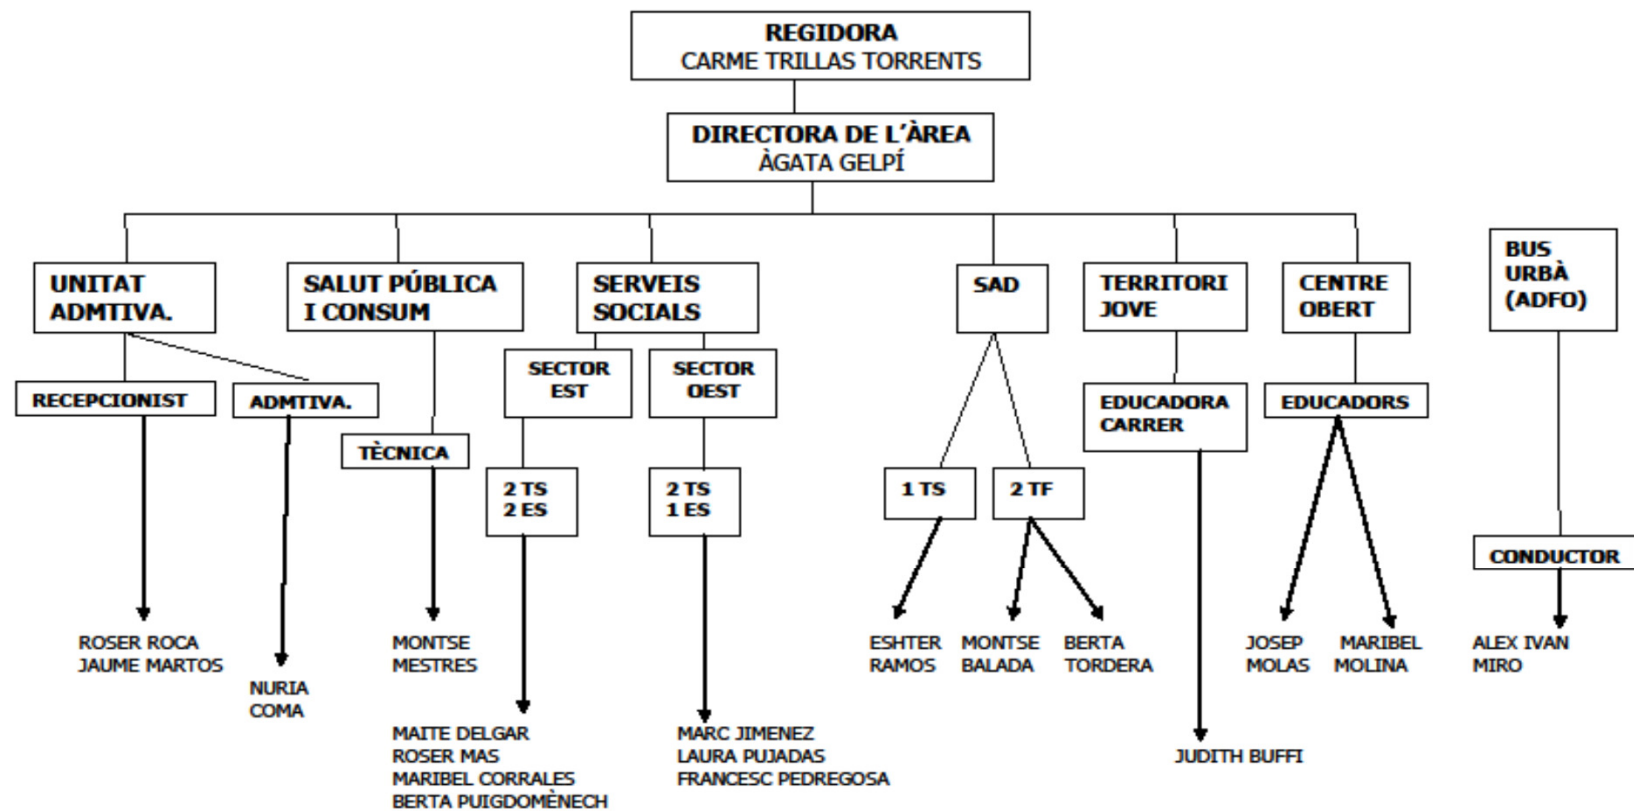 REGIDORA
CARME TRILLAS TORRENTS
DIRECTORA DE L'ÀREA
ÀGATA GELPÍ
UNITAT
ADMTIVA.
SALUT PÚBLICA
I CONSUM
SERVEIS
SOCIALS
SAD
TERRITORI
JOVE
CENTRE
OBERT
BUS
URBÀ
(ADFO)
RECEPCIONIST
ADMTIVA.
TÈCNICA
SECTOR
EST
SECTOR
OEST
EDUCADORA
CARRER
EDUCADORS
2 TS
2 ES
2 TS
1 ES
1 TS
2 TF
CONDUCTOR
ROSER ROCA
JAUME MARTOS
NURIA
COMA
MONTSE
MESTRES
MAITE DELGAR
ROSER MAS
MARIBEL CORRALES
BERTA PUIGDOMÈNECH
MARC JIMENEZ
LAURA PUJADAS
FRANCESC PEDREGOSA
ESHTER
RAMOS
MONTSE
BALADA
BERTA
TORDERA
JUDITH BUFFI
JOSEP
MOLAS
MARIBEL
MOLINA
ALEX IVAN
MIRO